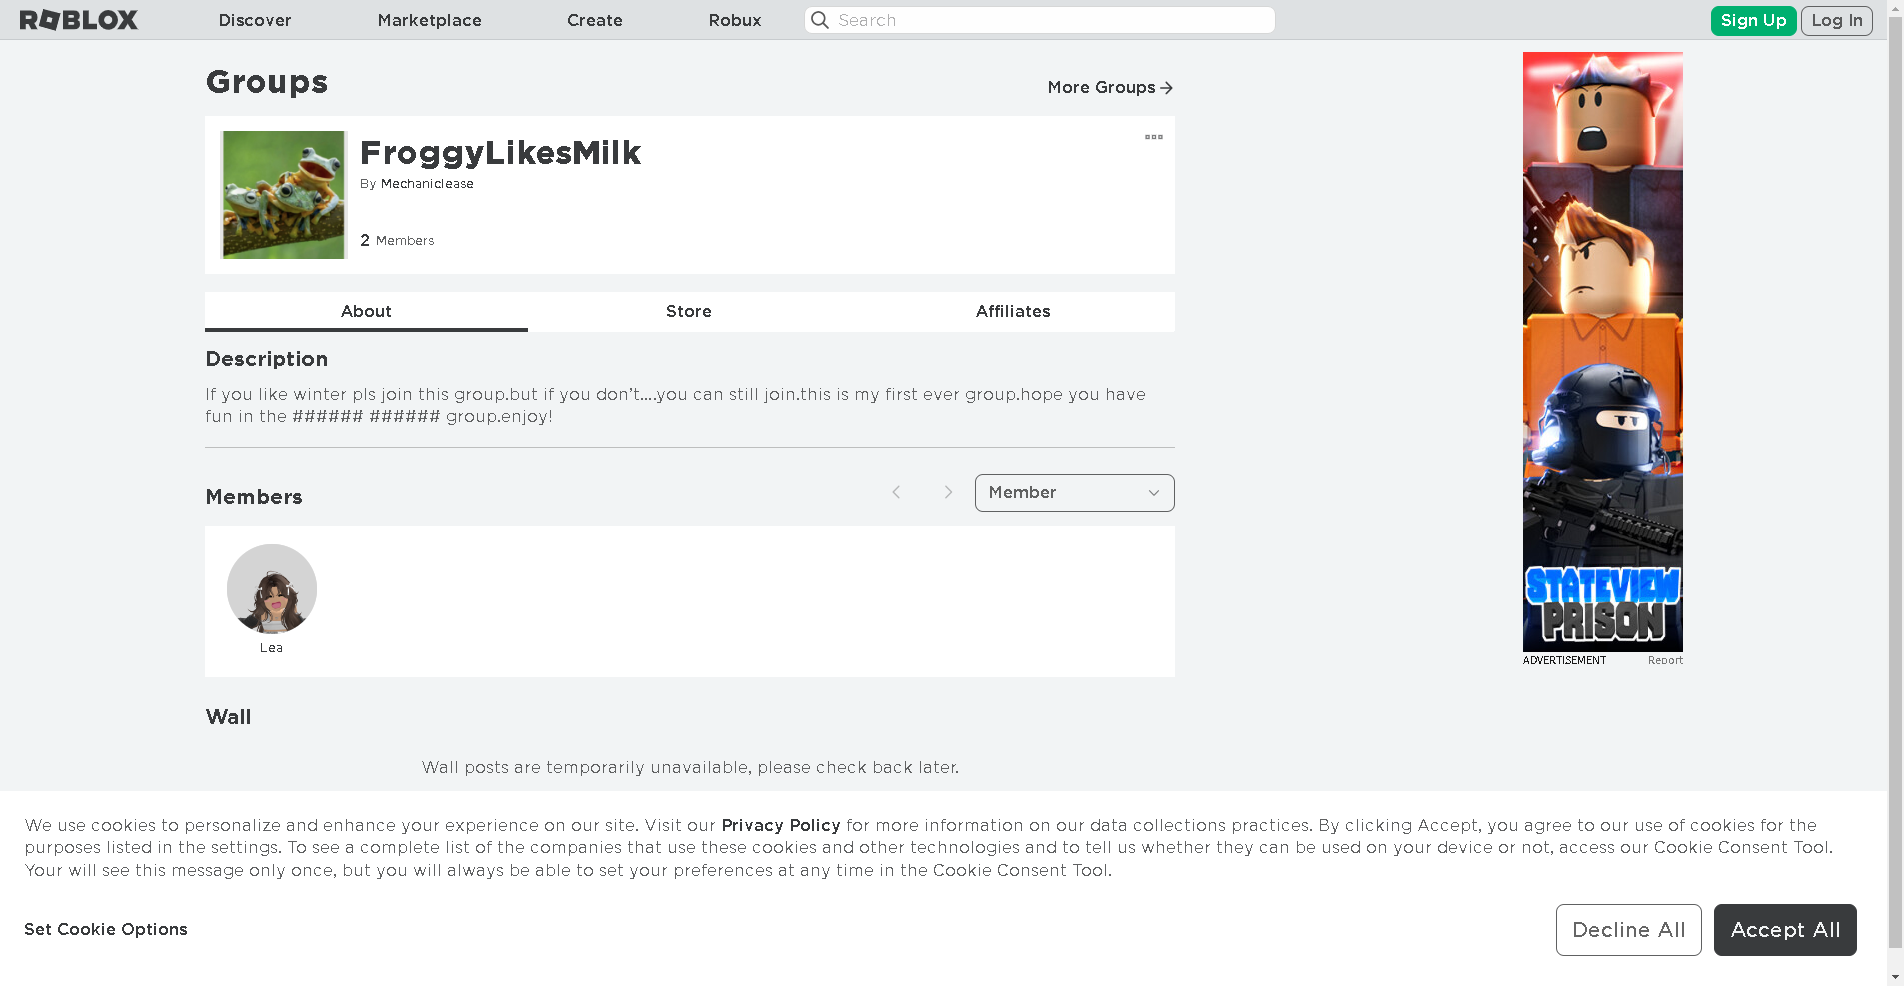 ROBLOX Discover Marketplace Create Robux Search Sign Up Log In
Groups
More Groups
FroggyLikesMilk
By Mechaniclease
2 Members
About Store Affiliates
Description
If you like winter pls join this group.but if you don’t....you can still join.this is my first ever group.hope you have
fun in the ###### ###### group.enjoy!
Members
Member
Lea
Wall
Wall posts are temporarily unavailable, please check back later.
STATEVIEW
PRISON
ADVERTISEMENT Report
We use cookies to personalize and enhance your experience on our site. Visit our Privacy Policy for more information on our data collections practices. By clicking Accept, you agree to our use of cookies for the
purposes listed in the settings. To see a complete list of the companies that use these cookies and other technologies and to tell us whether they can be used on your device or not, access our Cookie Consent Tool.
Your will see this message only once, but you will always be able to set your preferences at any time in the Cookie Consent Tool.
Set Cookie Options
Decline All
Accept All